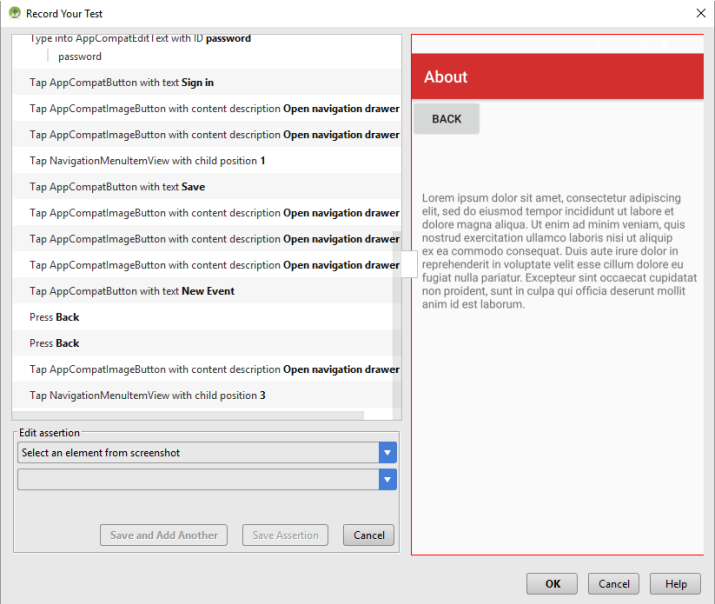 Record Your Test
Type into AppCompatEditText with ID password
password
Tap AppCompatButton with text Sign in
Tap AppCompatImageButton with content description Open navigation drawer
Tap AppCompatImageButton with content description Open navigation drawer
Tap NavigationMenuItemView with child position 1
Tap AppCompatButton with text Save
Tap AppCompatImageButton with content description Open navigation drawer
Tap AppCompatImageButton with content description Open navigation drawer
Tap AppCompatImageButton with content description Open navigation drawer
Tap AppCompatButton with text New Event
Press Back
Press Back
Tap AppCompatImageButton with content description Open navigation drawer
Tap NavigationMenuItemView with child position 3
Edit assertion
Select an element from screenshot
Save and Add Another
Save Assertion
Cancel
About
BACK
Lorem ipsum dolor sit amet, consectetur adipiscing
elit, sed do eiusmod tempor incididunt ut labore et
dolore magna aliqua. Ut enim ad minim veniam, quis
nostrud exercitation ullamco laboris nisi ut aliquip
ex ea commodo consequat. Duis aute irure dolor in
reprehenderit in voluptate velit esse cillum dolore eu
fugiat nulla pariatur. Excepteur sint occaecat cupidatat
non proident, sunt in culpa qui officia deserunt mollit
anim id est laborum.
OK
Cancel
Help